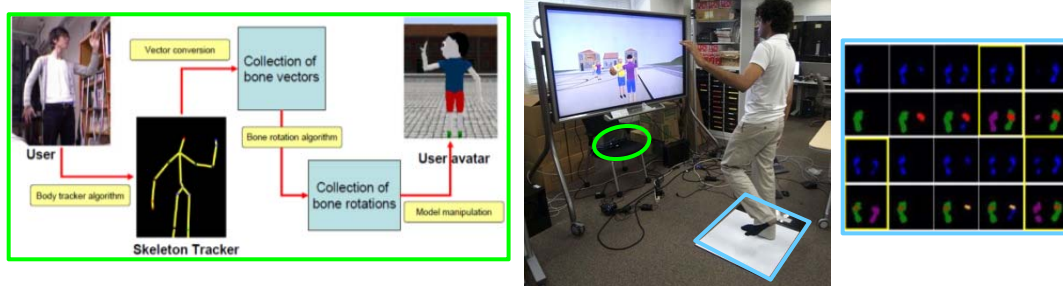 Vector conversion
Collection of
bone vectors
User
Bone rotation algorithm
User avatar
Body tracker algorithm
Collection of
bone rotations
Model manipulation
Skeleton Tracker